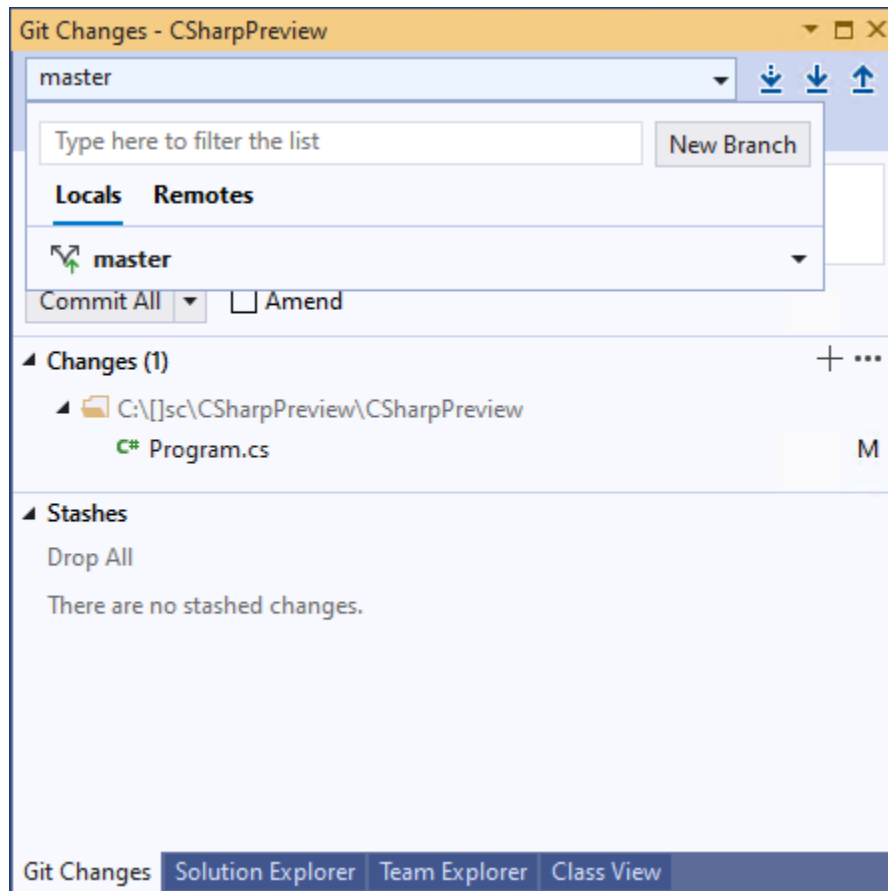 Git Changes - CSharpPreview
master
Type here to filter the list New Branch
Locals Remotes
master
Commit All Amend
Changes (1)
C:\[]sc\CSharpPreview\CSharpPreview
C# Program.cs M
Stashes
Drop All
There are no stashed changes.
Git Changes Solution Explorer Team Explorer Class View